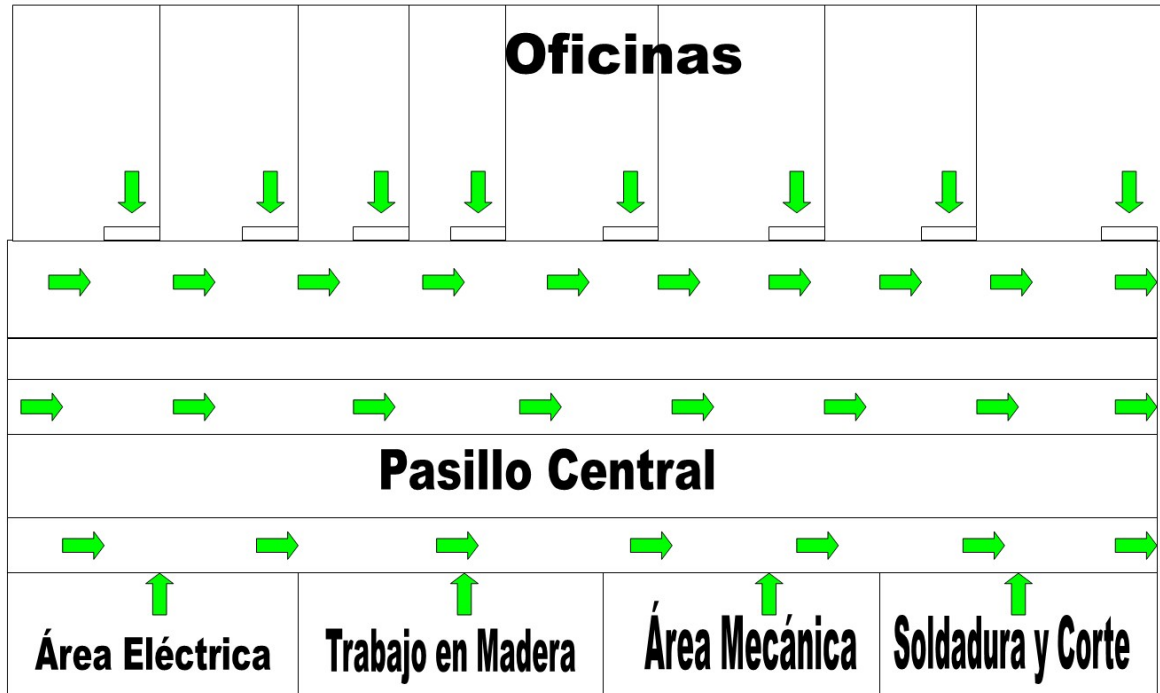 Oficinas
Pasillo Central
Área Eléctrica
Trabajo en Madera
Área Mecánica
Soldadura y Corte